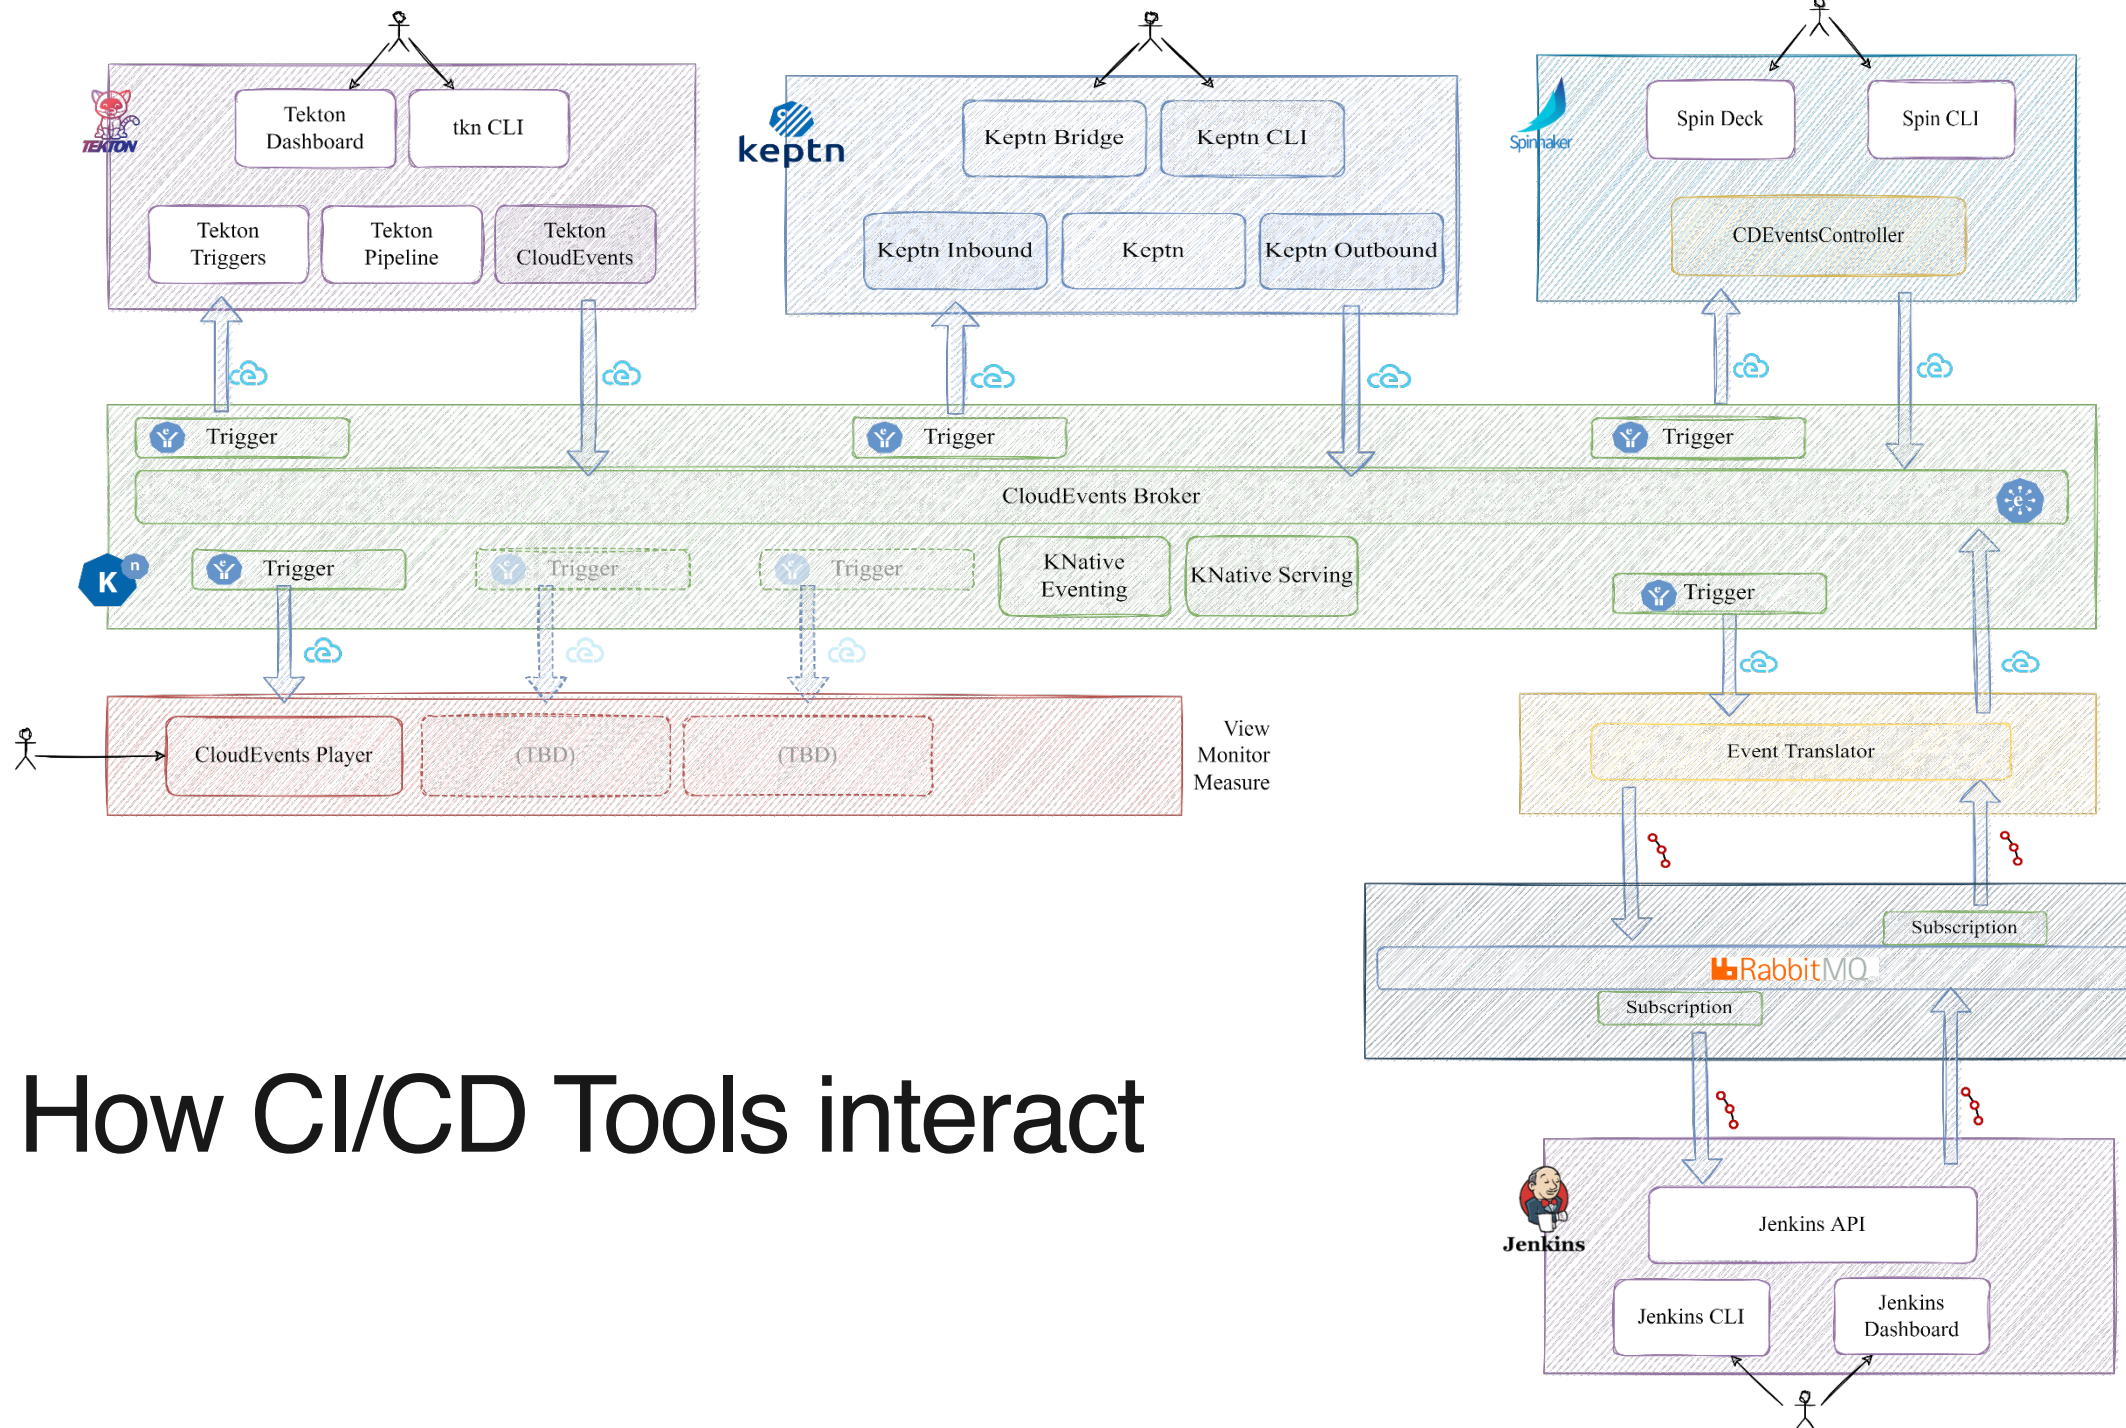 Tekton
Dashboard
tkn CLI
TEKTON
Tekton
Triggers
Tekton
Pipeline
Tekton
CloudEvents
keptn
Keptn Bridge
Keptn CLI
Keptn Inbound
Keptn
Keptn Outbound
Spinnaker
Spin Deck
Spin CLI
CDEventsController
Trigger
Trigger
Trigger
CloudEvents Broker
e
K
n
Trigger
Trigger
Trigger
KNative
Eventing
KNative Serving
Trigger
CloudEvents Player
(TBD)
(TBD)
View
Monitor
Measure
Event Translator
Subscription
RabbitMQ
Subscription
How CI/CD Tools interact
Jenkins
Jenkins API
Jenkins CLI
Jenkins
Dashboard